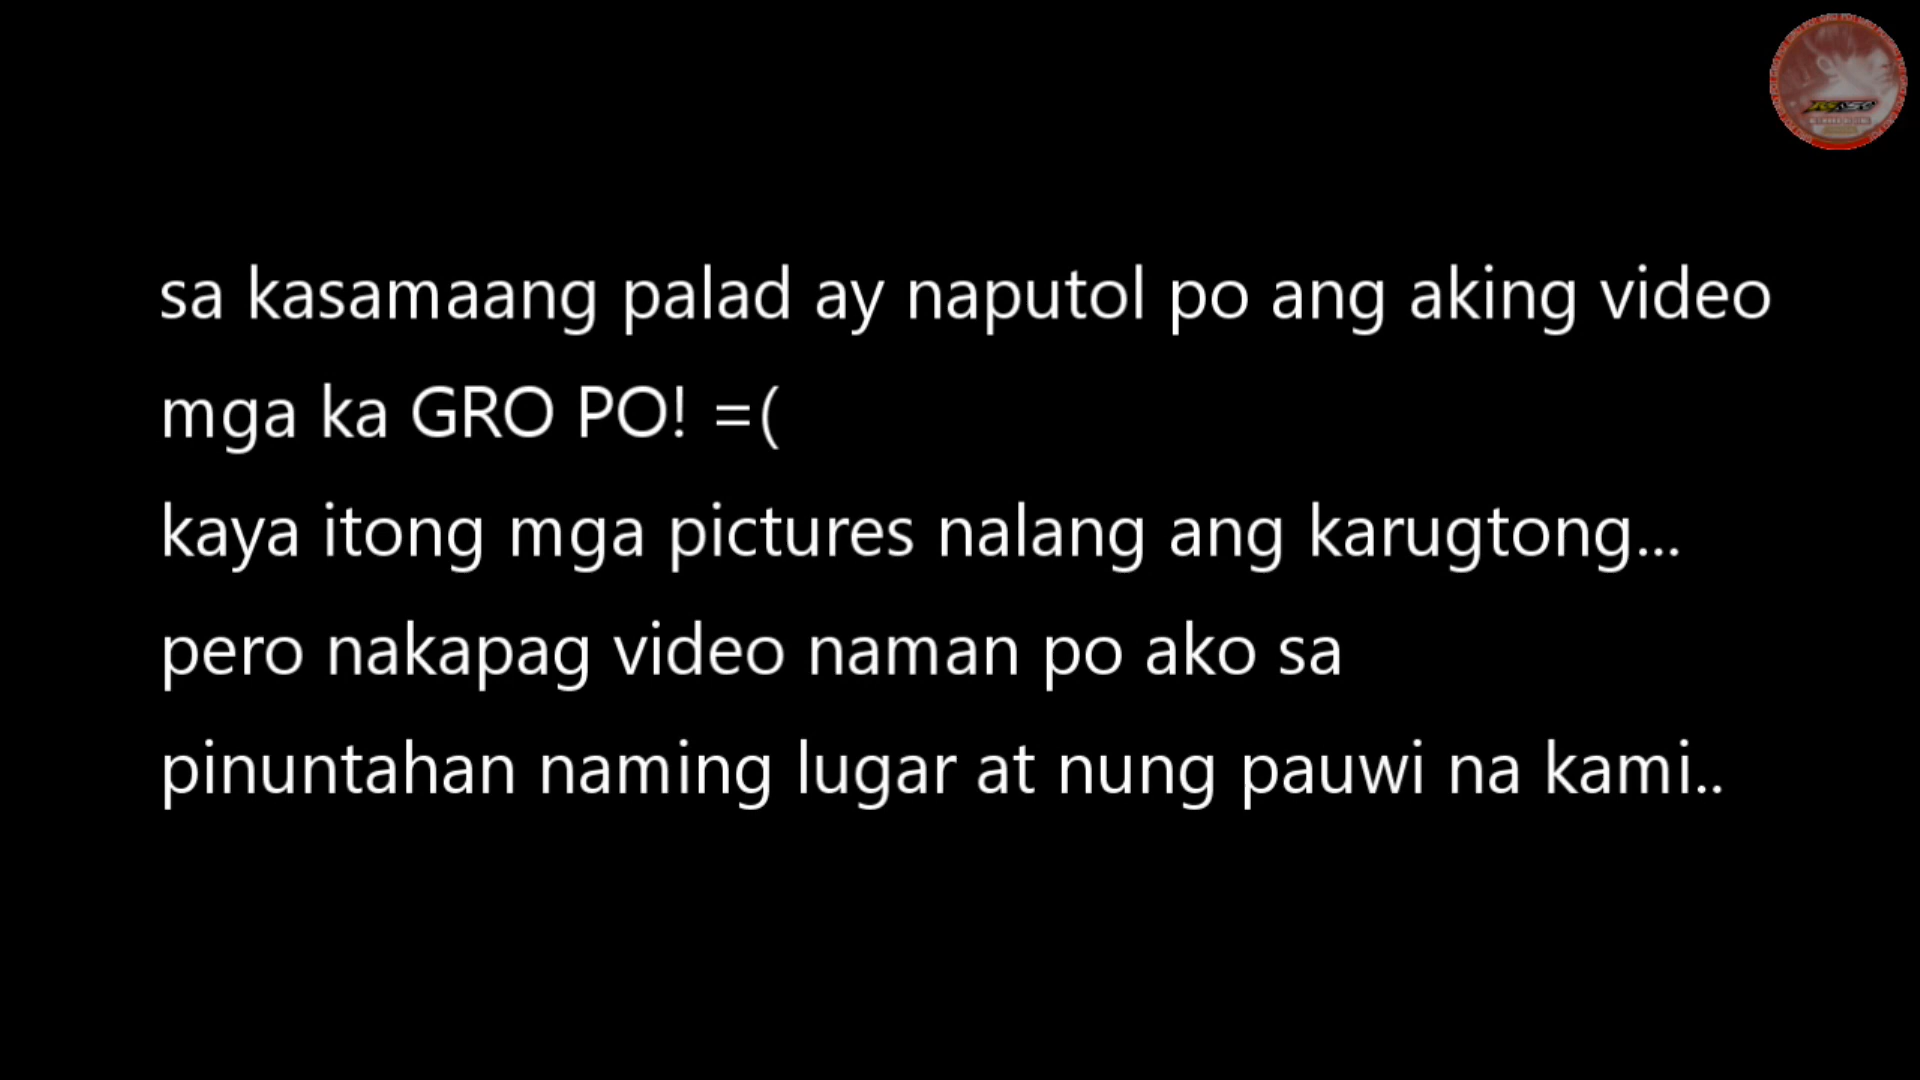 sa kasamaang palad ay naputol po ang aking video
mga ka GRO PO! =(
kaya itong mga pictures nalang ang karugtong...
pero nakapag video naman po ako sa
pinuntahan naming lugar at nung pauwi na kami..